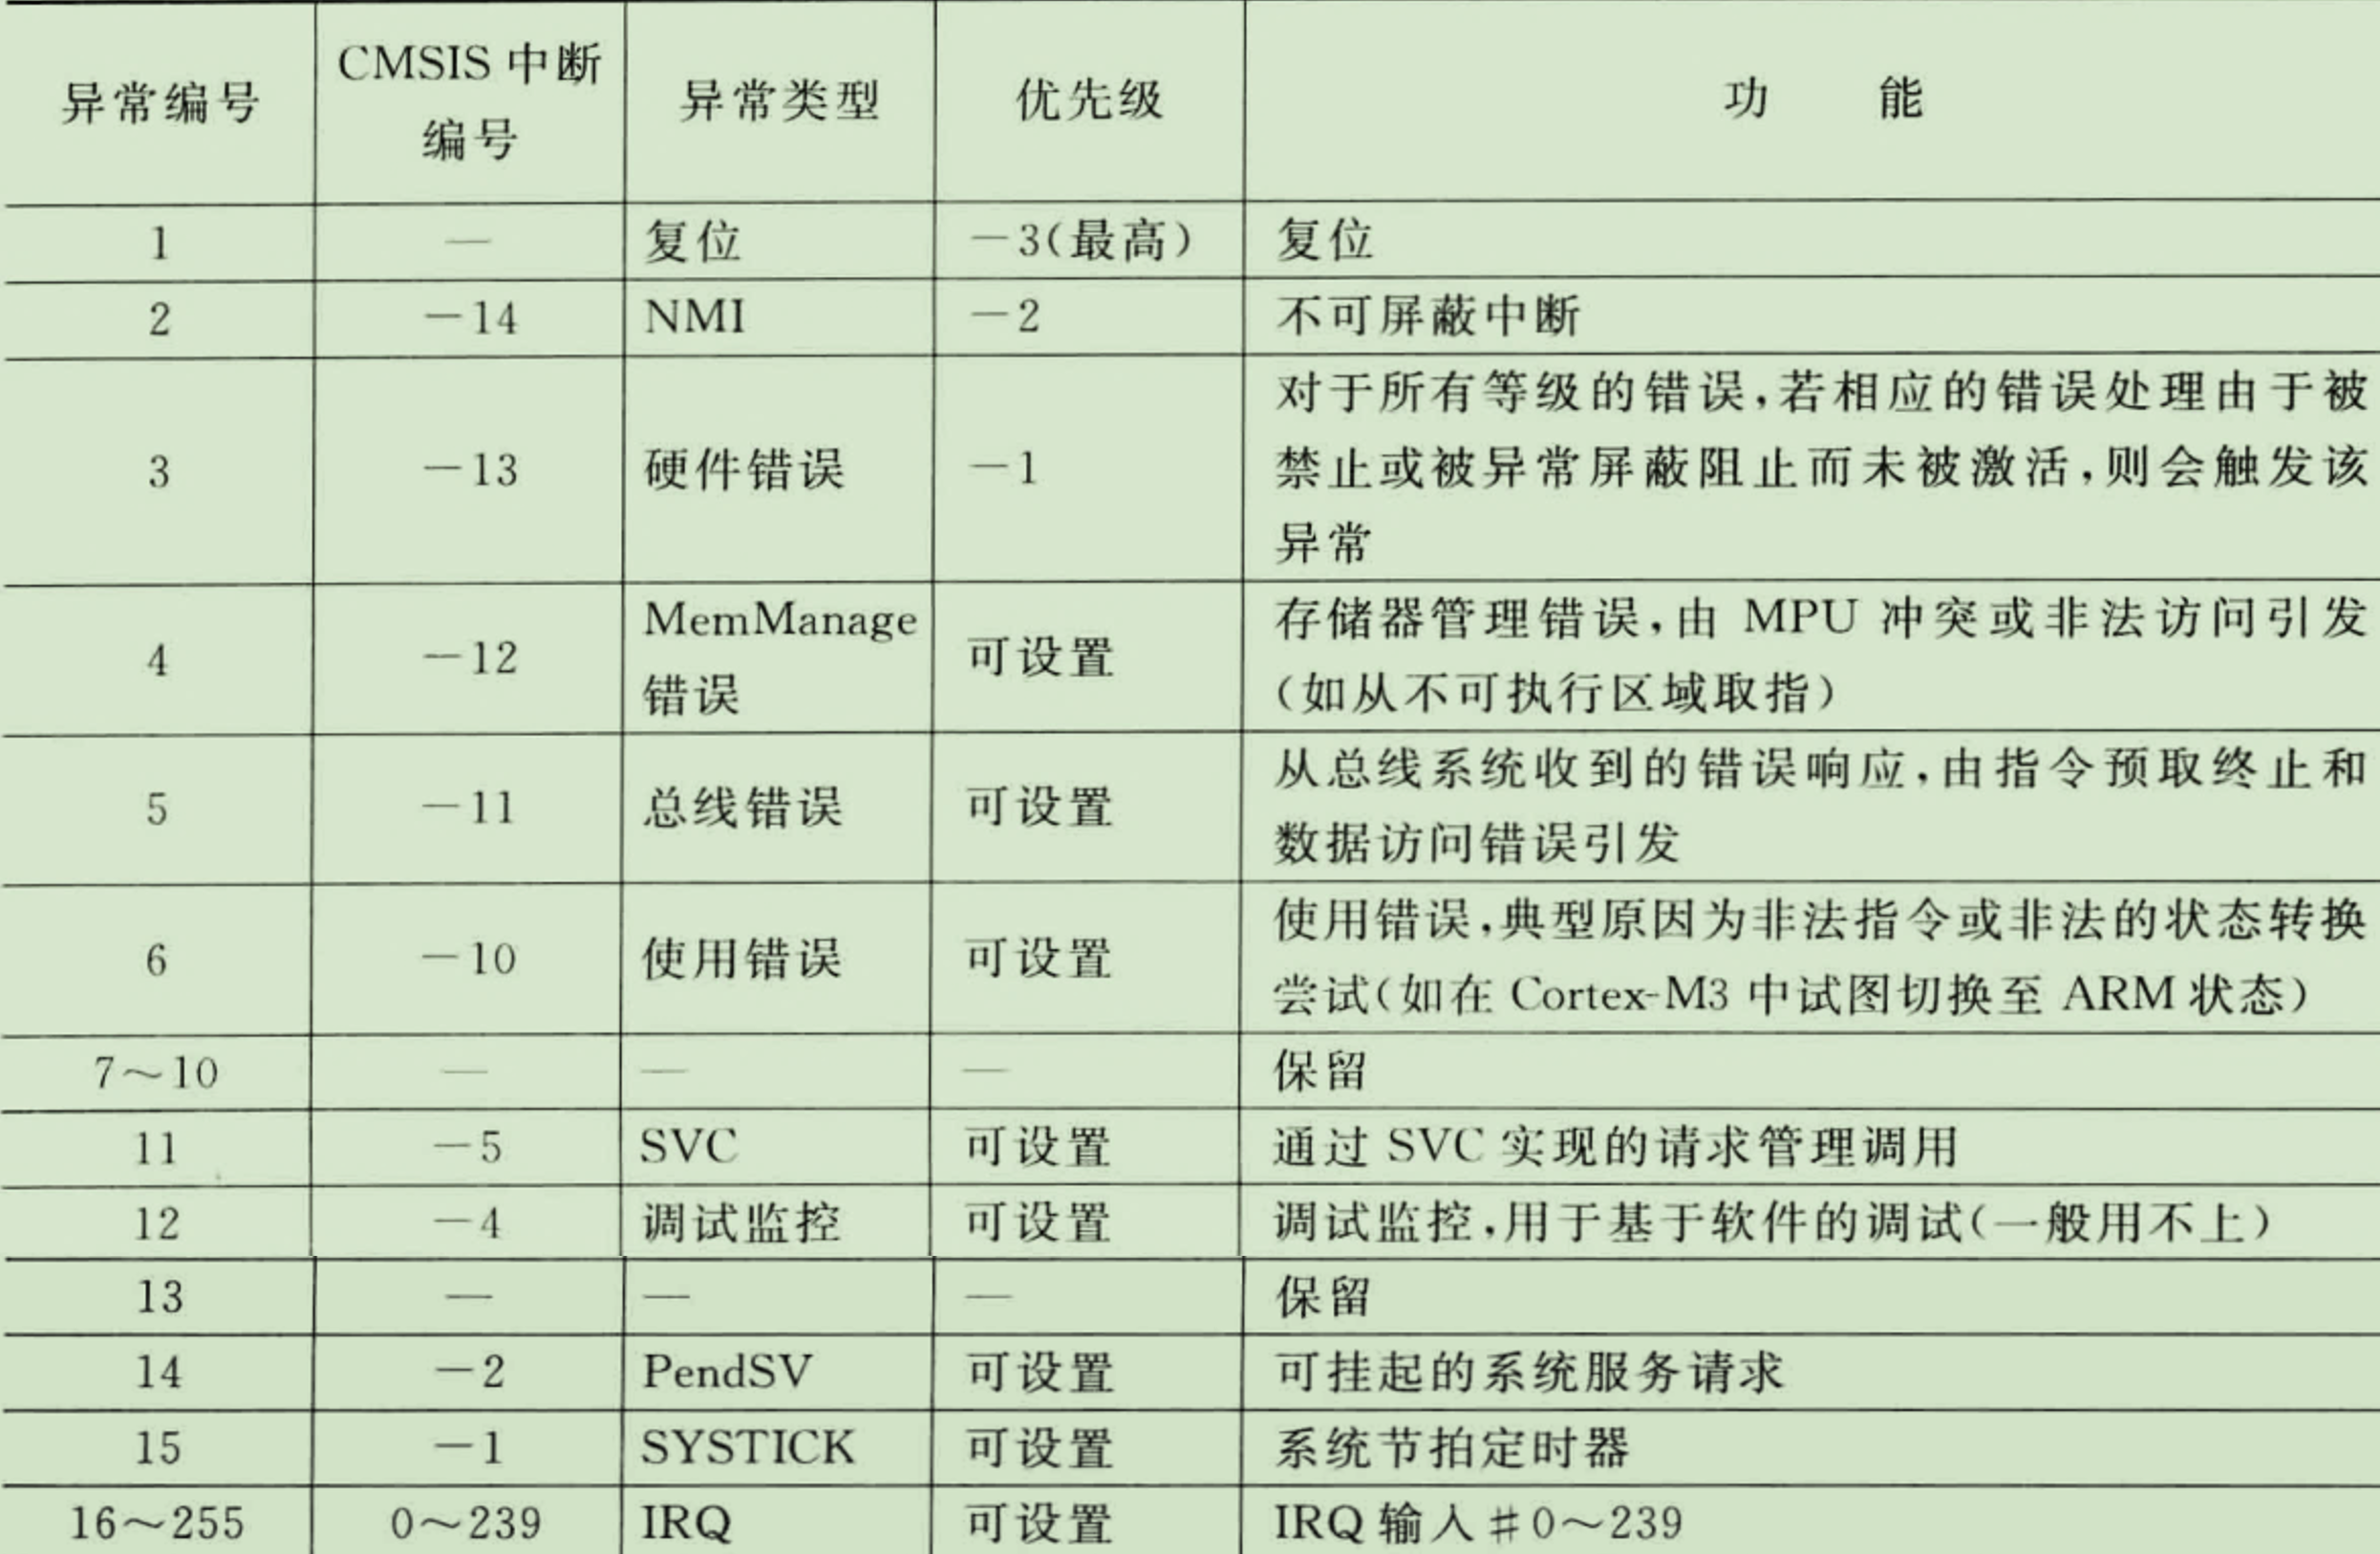 异常编号 CMSIS 中断编号 异常类型 优先级 功 能
1 — 复位 －3(最高) 复位
2 －14 NMI －2 不可屏蔽中断
3 －13 硬件错误 －1 对于所有等级的错误,若相应的错误处理由于被
禁止或被异常屏蔽阻止而未被激活,则会触发该
异常
4 －12 MemManage 错误 可设置 存储器管理错误,由 MPU 冲突或非法访问引发
(如从不可执行区域取指)
5 －11 总线错误 可设置 从总线系统收到的错误响应,由指令预取终止和
数据访问错误引发
6 －10 使用错误 可设置 使用错误,典型原因为非法指令或非法的状态转换
尝试(如在 Cortex-M3 中试图切换至 ARM 状态)
7～10 — — — 保留
11 －5 SVC 可设置 通过 SVC 实现的请求管理调用
12 －4 调试监控 可设置 调试监控,用于基于软件的调试(一般用不上)
13 — — — 保留
14 －2 PendSV 可设置 可挂起的系统服务请求
15 －1 SYSTICK 可设置 系统节拍定时器
16～255 0～239 IRQ 可设置 IRQ 输入 #0～239